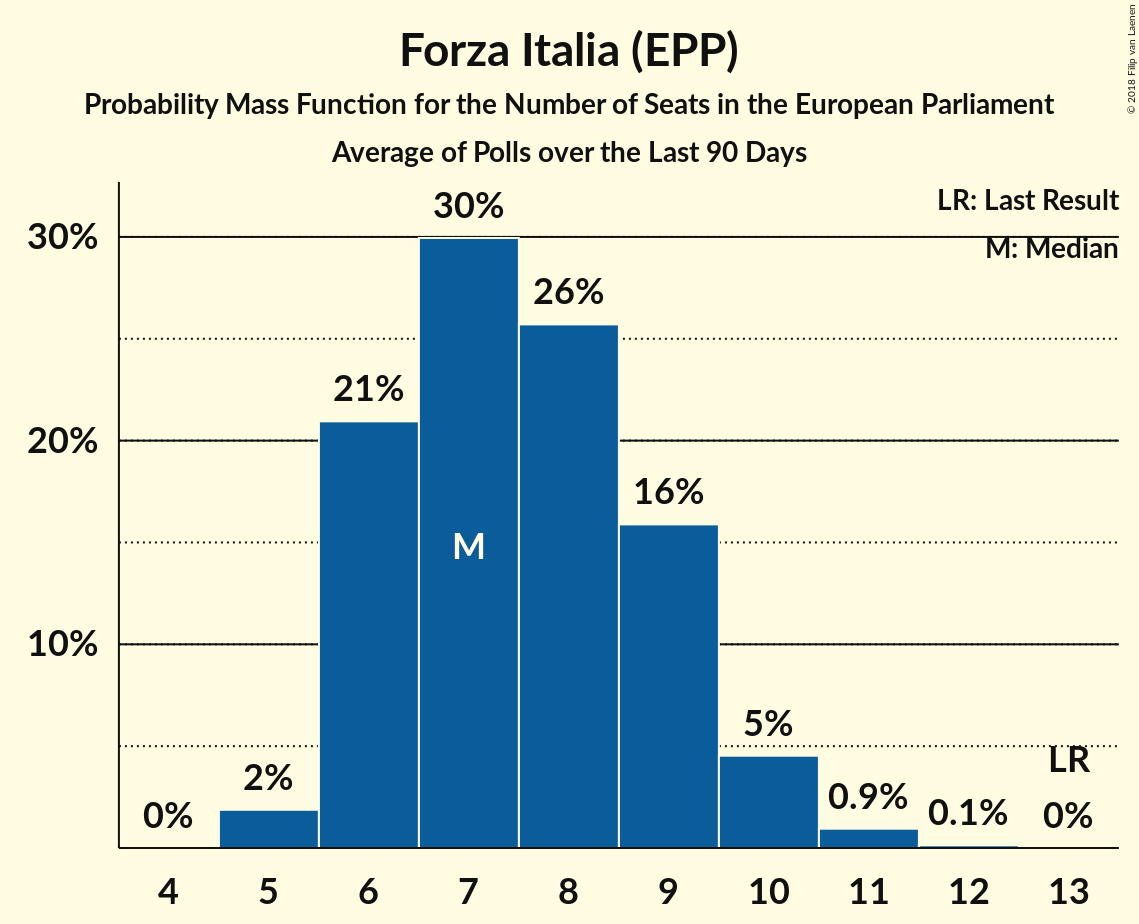 Forza Italia (EPP)
Probability Mass Function for the Number of Seats in the European Parliament
Average of Polls over the Last 90 Days
© 2018 Filip van Laenen
LR: Last Result
M: Median
30%
20%
10%
0%
2%
21%
30%
26%
16%
5%
0.9%
0.1%
LR
0%
M
4 5 6 7 8 9 10 11 12 13